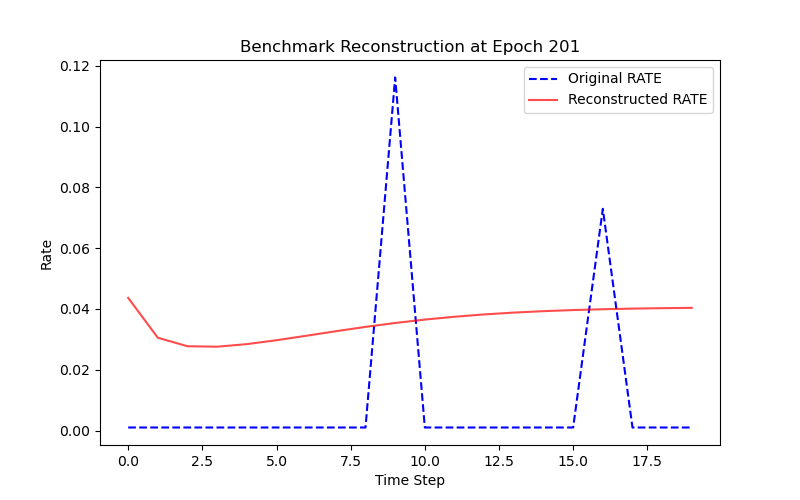 Benchmark Reconstruction at Epoch 201
Original RATE
Reconstructed RATE
Rate
0.12
0.10
0.08
0.06
0.04
0.02
0.00
0.0 2.5 5.0 7.5 10.0 12.5 15.0 17.5
Time Step